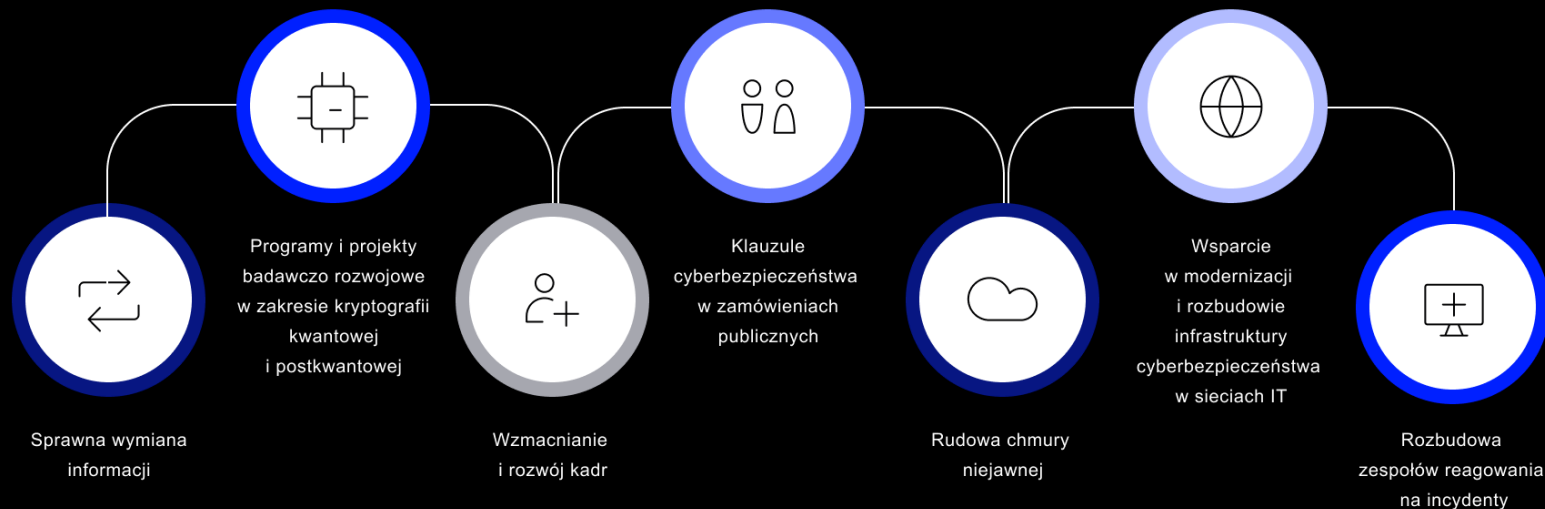 Sprawna wymiana
informacji
Programy i projekty
badawczo rozwojowe
w zakresie kryptografii
kwantowej
i postkwantowej
Wzmacnianie
i rozwój kadr
Klauzule
cyberbezpieczeństwa
w zamówieniach
publicznych
Rudowa chmury
niejawnej
Wsparcie
w modernizacji
i rozbudowie
infrastruktury
cyberbezpieczeństwa
w sieciach IT
Rozbudowa
zespołów reagowania
na incydenty